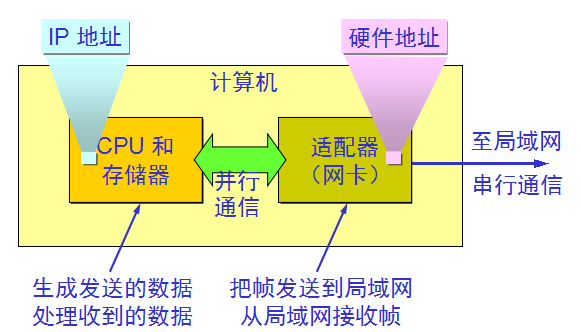 IP 地址
硬件地址
计算机
CPU 和
存储器
并行
通信
适配器
（网卡）
至局域网
串行通信
生成发送的数据
处理收到的数据
把帧发送到局域网
从局域网接收帧